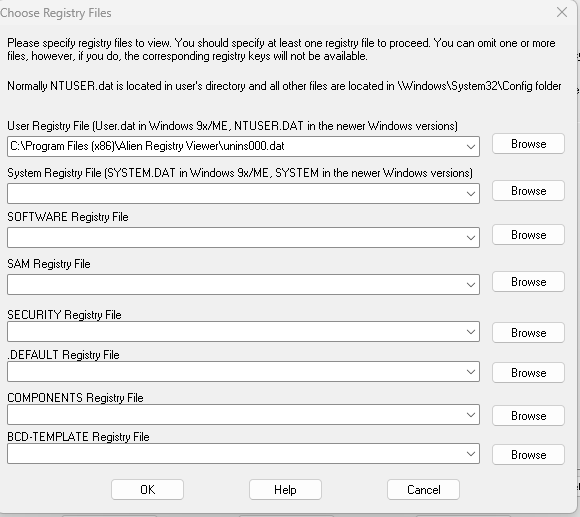 Choose Registry Files
Please specify registry files to view. You should specify at least one registry file to proceed. You can omit one or more
files, however, if you do, the corresponding registry keys will not be available.
Normally NTUSER.dat is located in user's directory and all other files are located in \Windows\System32\Config folder
User Registry File (User.dat in Windows 9x/ME, NTUSER.DAT in the newer Windows versions)
C:\Program Files (x86)\Alien Registry Viewer\unins000.dat
Browse
System Registry File (SYSTEM.DAT in Windows 9x/ME, SYSTEM in the newer Windows versions)
Browse
SOFTWARE Registry File
Browse
SAM Registry File
Browse
SECURITY Registry File
Browse
.DEFAULT Registry File
Browse
COMPONENTS Registry File
Browse
BCD-TEMPLATE Registry File
Browse
OK
Help
Cancel